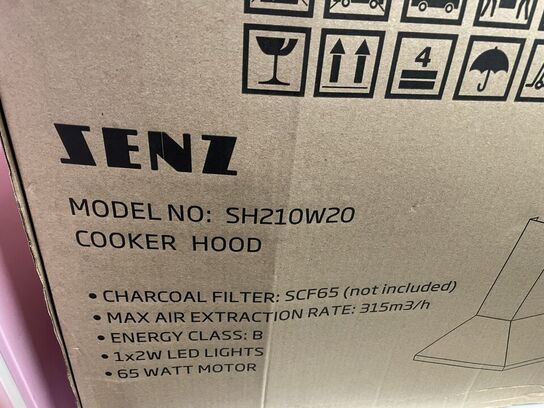 4
SENZ
MODEL NO: SH210W20
COOKER HOOD
• CHARCOAL FILTER: SCF65 (not included)
• MAX AIR EXTRACTION RATE: 315m3/h
• ENERGY CLASS: B
• 1x2W LED LIGHTS
• 65 WATT MOTOR